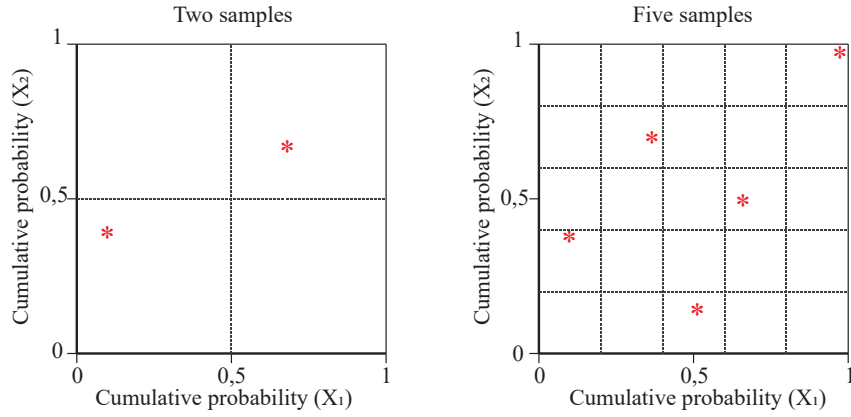 Two samples
1
0,5
0
Cumulative probability (X₂)
0
0,5
1
Cumulative probability (X₁)
Five samples
1
0,5
0
Cumulative probability (X₂)
0
0,5
1
Cumulative probability (X₁)